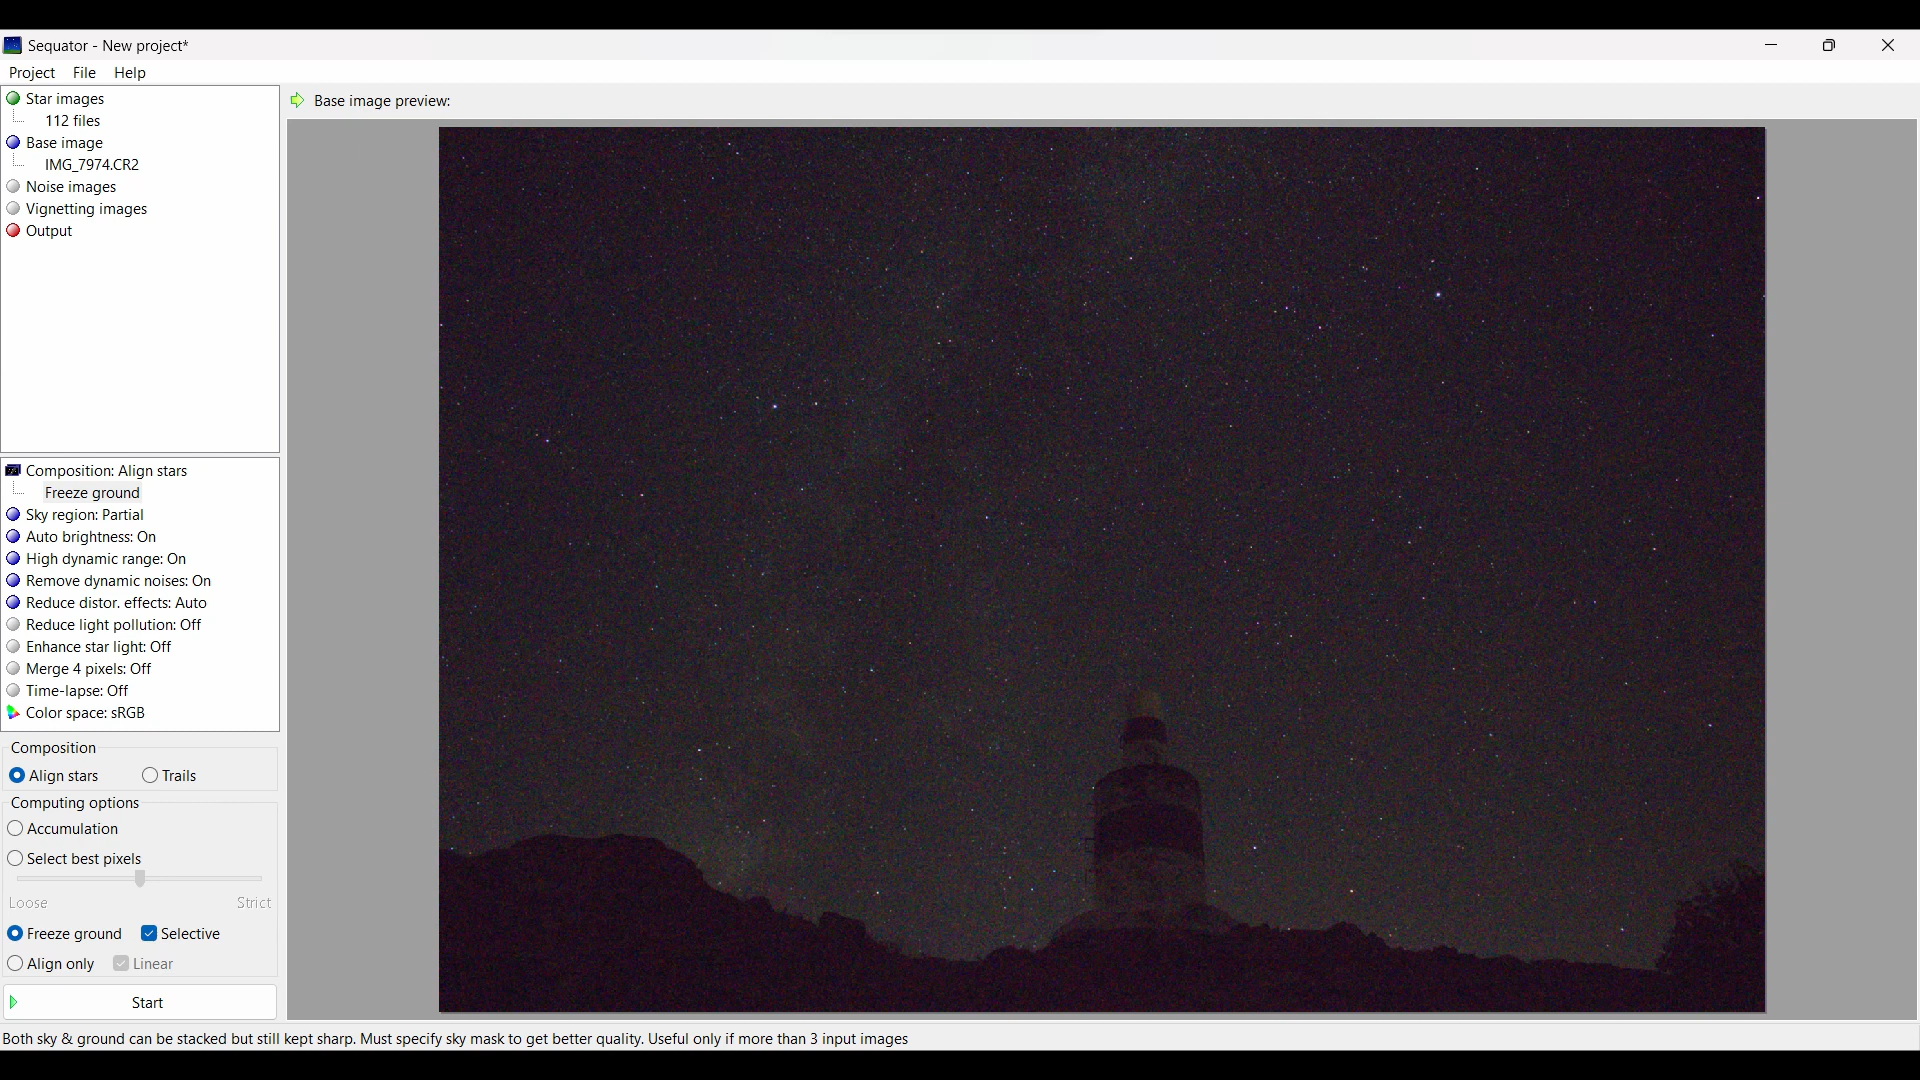 Sequator - New project*
Project File Help
Star images
112 files
Base image
IMG_7974.CR2
Noise images
Vignetting images
Output
Base image preview:
Composition: Align stars
Freeze ground
Sky region: Partial
Auto brightness: On
High dynamic range: On
Remove dynamic noises: On
Reduce distor. effects: Auto
Reduce light pollution: Off
Enhance star light: Off
Merge 4 pixels: Off
Time-lapse: Off
Color space: sRGB
Composition
Align stars Trails
Computing options
Accumulation
Select best pixels
Loose Strict
Freeze ground Selective
Align only Linear
Start
Both sky & ground can be stacked but still kept sharp. Must specify sky mask to get better quality. Useful only if more than 3 input images